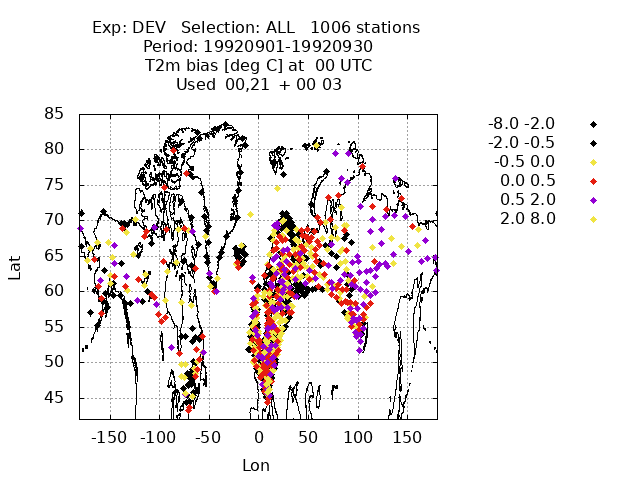 Exp: DEV   Selection: ALL   1006 stations
Period: 19920901-19920930
T2m bias [deg C] at  00 UTC
Used  00,21  + 00 03
85
80
75
70
65
60
55
50
45
Lat
-150 -100 -50 0 50 100 150
Lon
-8.0 -2.0
-2.0 -0.5
-0.5 0.0
0.0 0.5
0.5 2.0
2.0 8.0